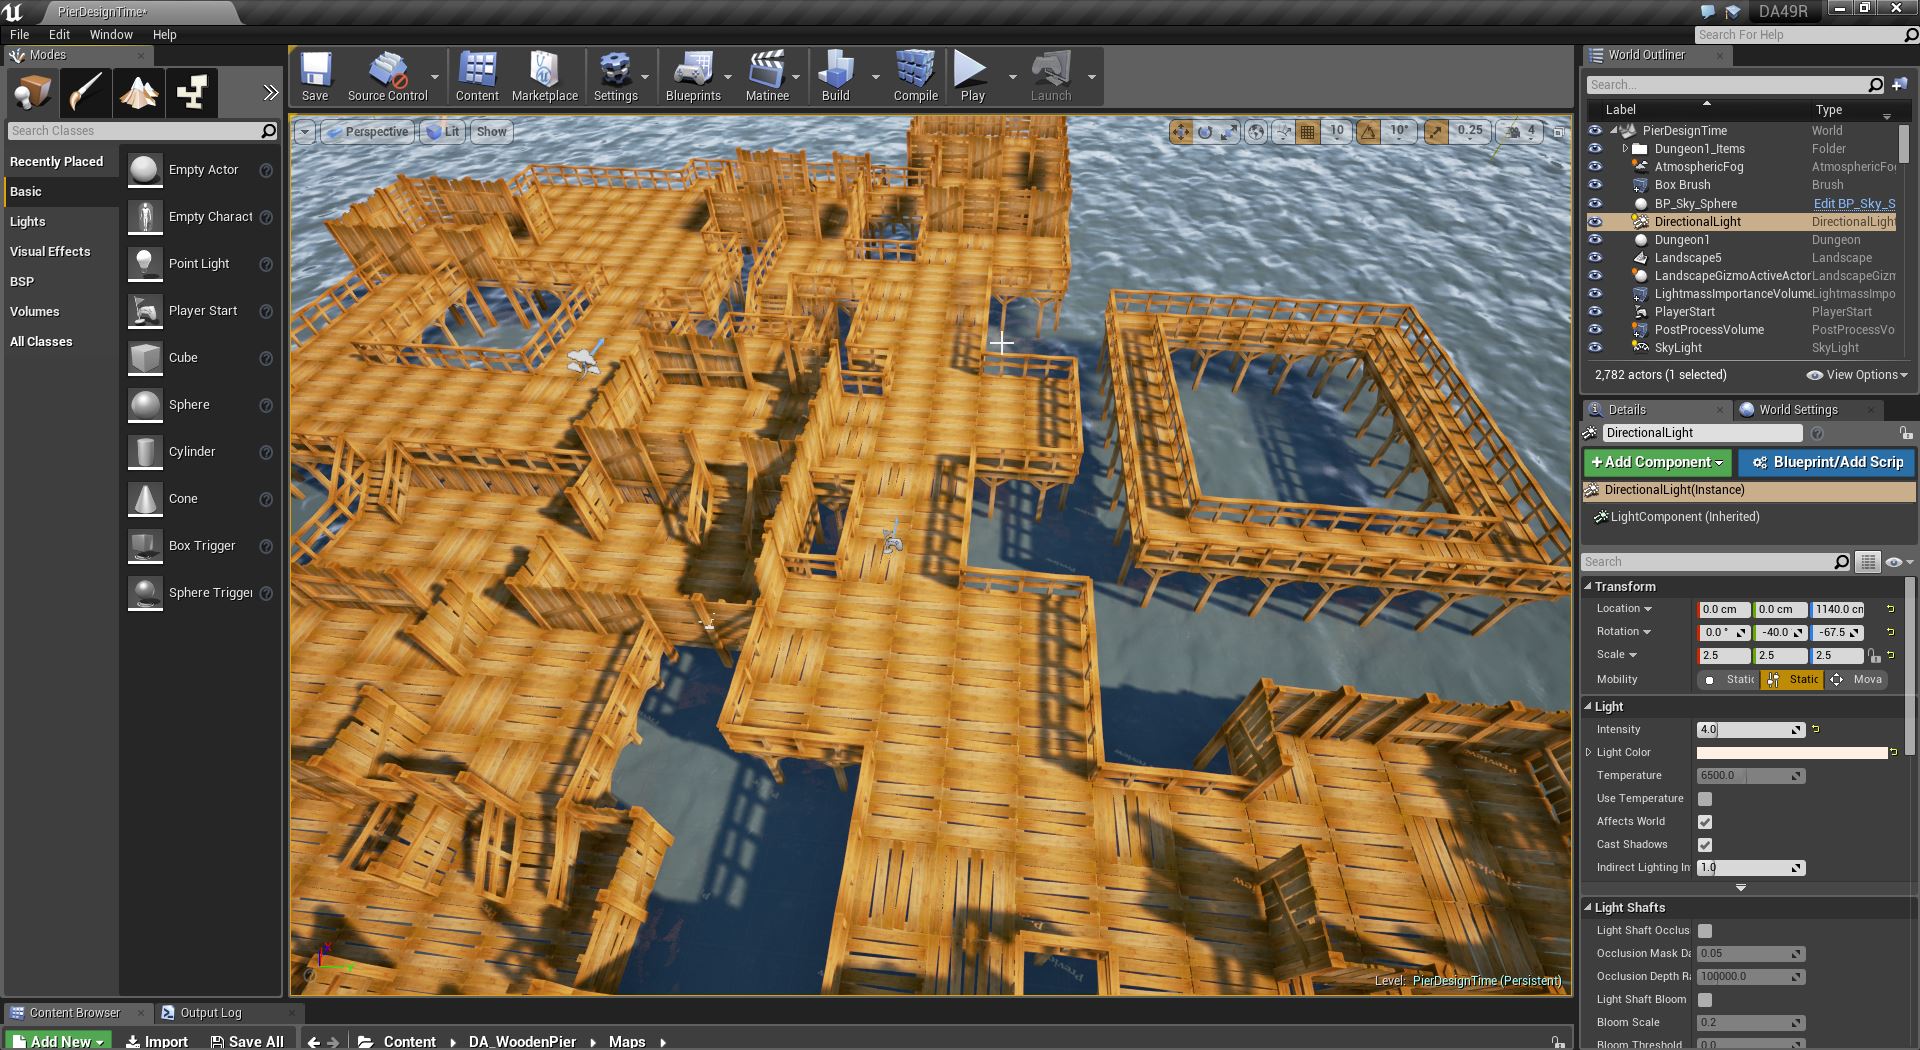 PierDesignTime*
DA49R
File Edit Window Help
Search For Help
Modes
Search Classes
Recently Placed
Basic
Lights
Visual Effects
BSP
Volumes
All Classes
Empty Actor
Empty Charact
Point Light
Player Start
Cube
Sphere
Cylinder
Cone
Box Trigger
Sphere Trigger
Save
Source Control
Content
Marketplace
Settings
Blueprints
Matinee
Build
Compile
Play
Launch
Perspective Lit Show
10 10° 0.25 4
Preview
Level: PierDesignTime (Persistent)
World Outliner
Search...
Label Type
PierDesignTime World
Dungeon1_Items Folder
AtmosphericFog AtmosphericFo
Box Brush Brush
BP_Sky_Sphere Edit BP_Sky_S
DirectionalLight DirectionalLight
Dungeon1 Dungeon
Landscape5 Landscape
LandscapeGizmoActiveActor LandscapeGizm
LightmassImportanceVolume LightmassImpo
PlayerStart PlayerStart
PostProcessVolume PostProcessVo
SkyLight SkyLight
2,782 actors (1 selected) View Options
Details World Settings
DirectionalLight
+Add Component Blueprint/Add Scrip
DirectionalLight(Instance)
LightComponent (Inherited)
Search
Transform
Location 0.0 cm 0.0 cm 1140.0 cm
Rotation 0.0 ° -40.0 -67.5
Scale 2.5 2.5 2.5
Mobility Static Static Mova
Light
Intensity 4.0
Light Color
Temperature 6500.0
Use Temperature
Affects World
Cast Shadows
Indirect Lighting In 1.0
Light Shafts
Light Shaft Occlus
Occlusion Mask Da 0.05
Occlusion Depth Ra 100000.0
Light Shaft Bloom
Bloom Scale 0.2
Bloom Threshold 0.0
Content Browser Output Log
Add New Import Save All Content DA_WoodenPier Maps